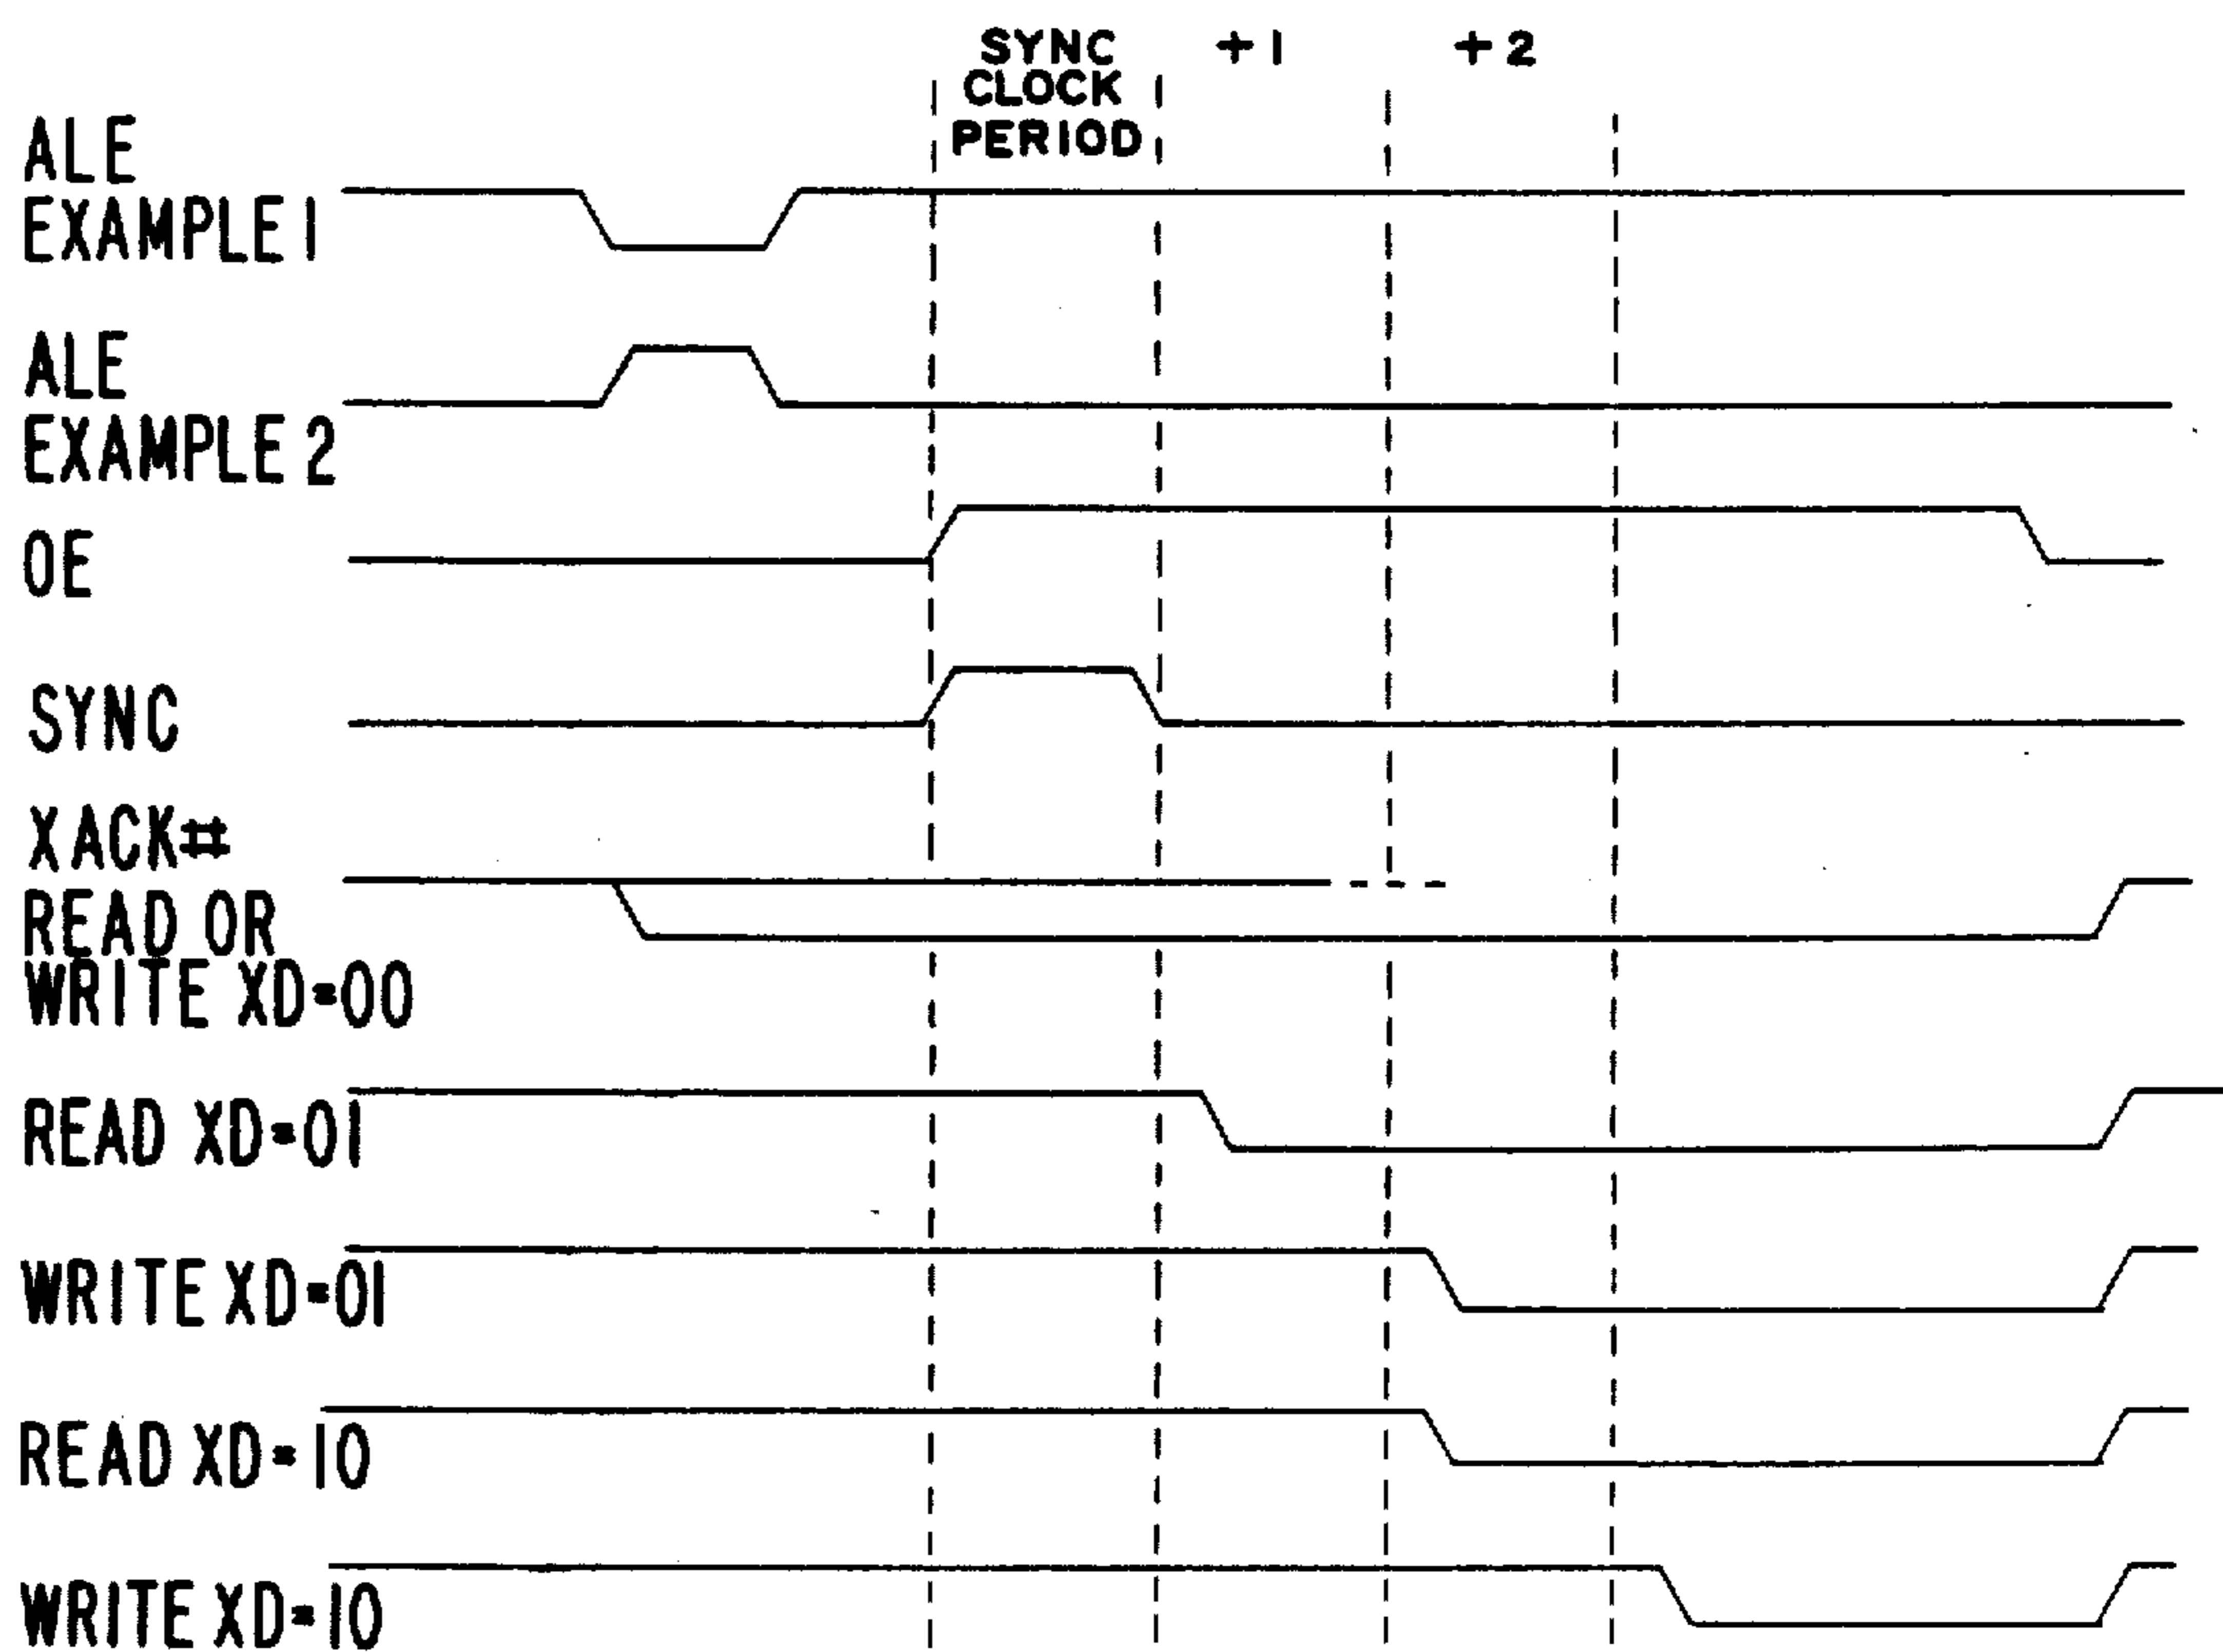 SYNC
CLOCK
PERIOD
+1
+2
ALE
EXAMPLE 1
ALE
EXAMPLE 2
OE
SYNC
XACK#
READ OR
WRITE XD=00
READ XD=01
WRITE XD=01
READ XD=10
WRITE XD=10